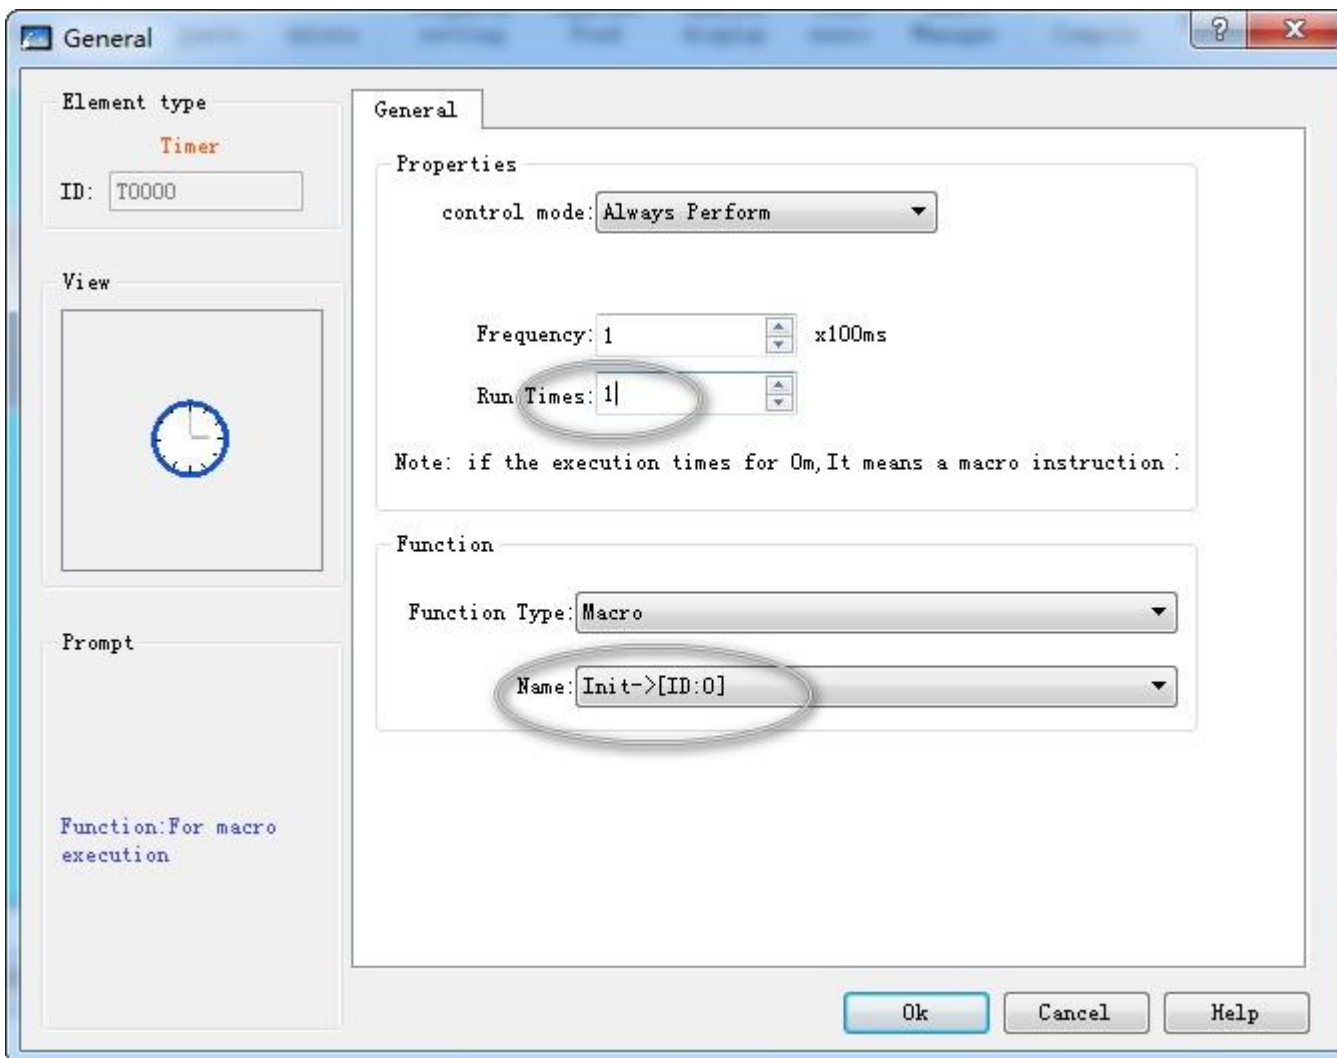 General
Element type
Timer
ID: T0000
View
Prompt
Function:For macro
execution
General
Properties
control mode: Always Perform
Frequency: 1 x100ms
Run Times: 1
Note: if the execution times for 0m,It means a macro instruction
Function
Function Type: Macro
Name: Init->[ID:0]
Ok Cancel Help